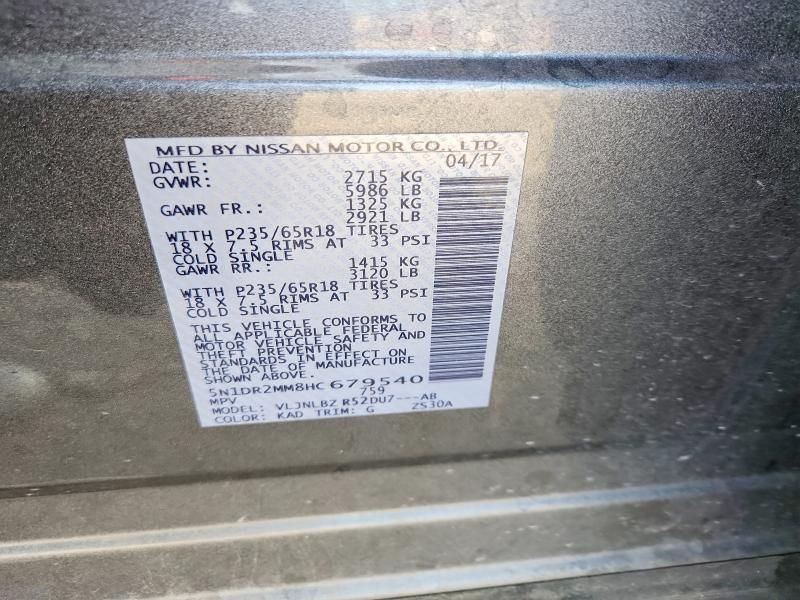 MFD BY NISSAN MOTOR CO., LTD.
DATE: 04/17
GVWR: 2715 KG
5986 LB
GAWR FR.: 1325 KG
2921 LB
WITH P235/65R18 TIRES
18 X 7.5 RIMS AT 33 PSI
COLD SINGLE
GAWR RR.: 1415 KG
3120 LB
WITH P235/65R18 TIRES
18 X 7.5 RIMS AT 33 PSI
COLD SINGLE
THIS VEHICLE CONFORMS TO
ALL APPLICABLE FEDERAL
MOTOR VEHICLE SAFETY AND
THEFT PREVENTION
STANDARDS IN EFFECT ON
THE DATE OF MANUFACTURE
SHOWN ABOVE.
5N1DR2MM8HC 679540
MPV 759
MODEL: VLJNLBZ R52DU7---AB
COLOR: KAD TRIM: G ZS30A